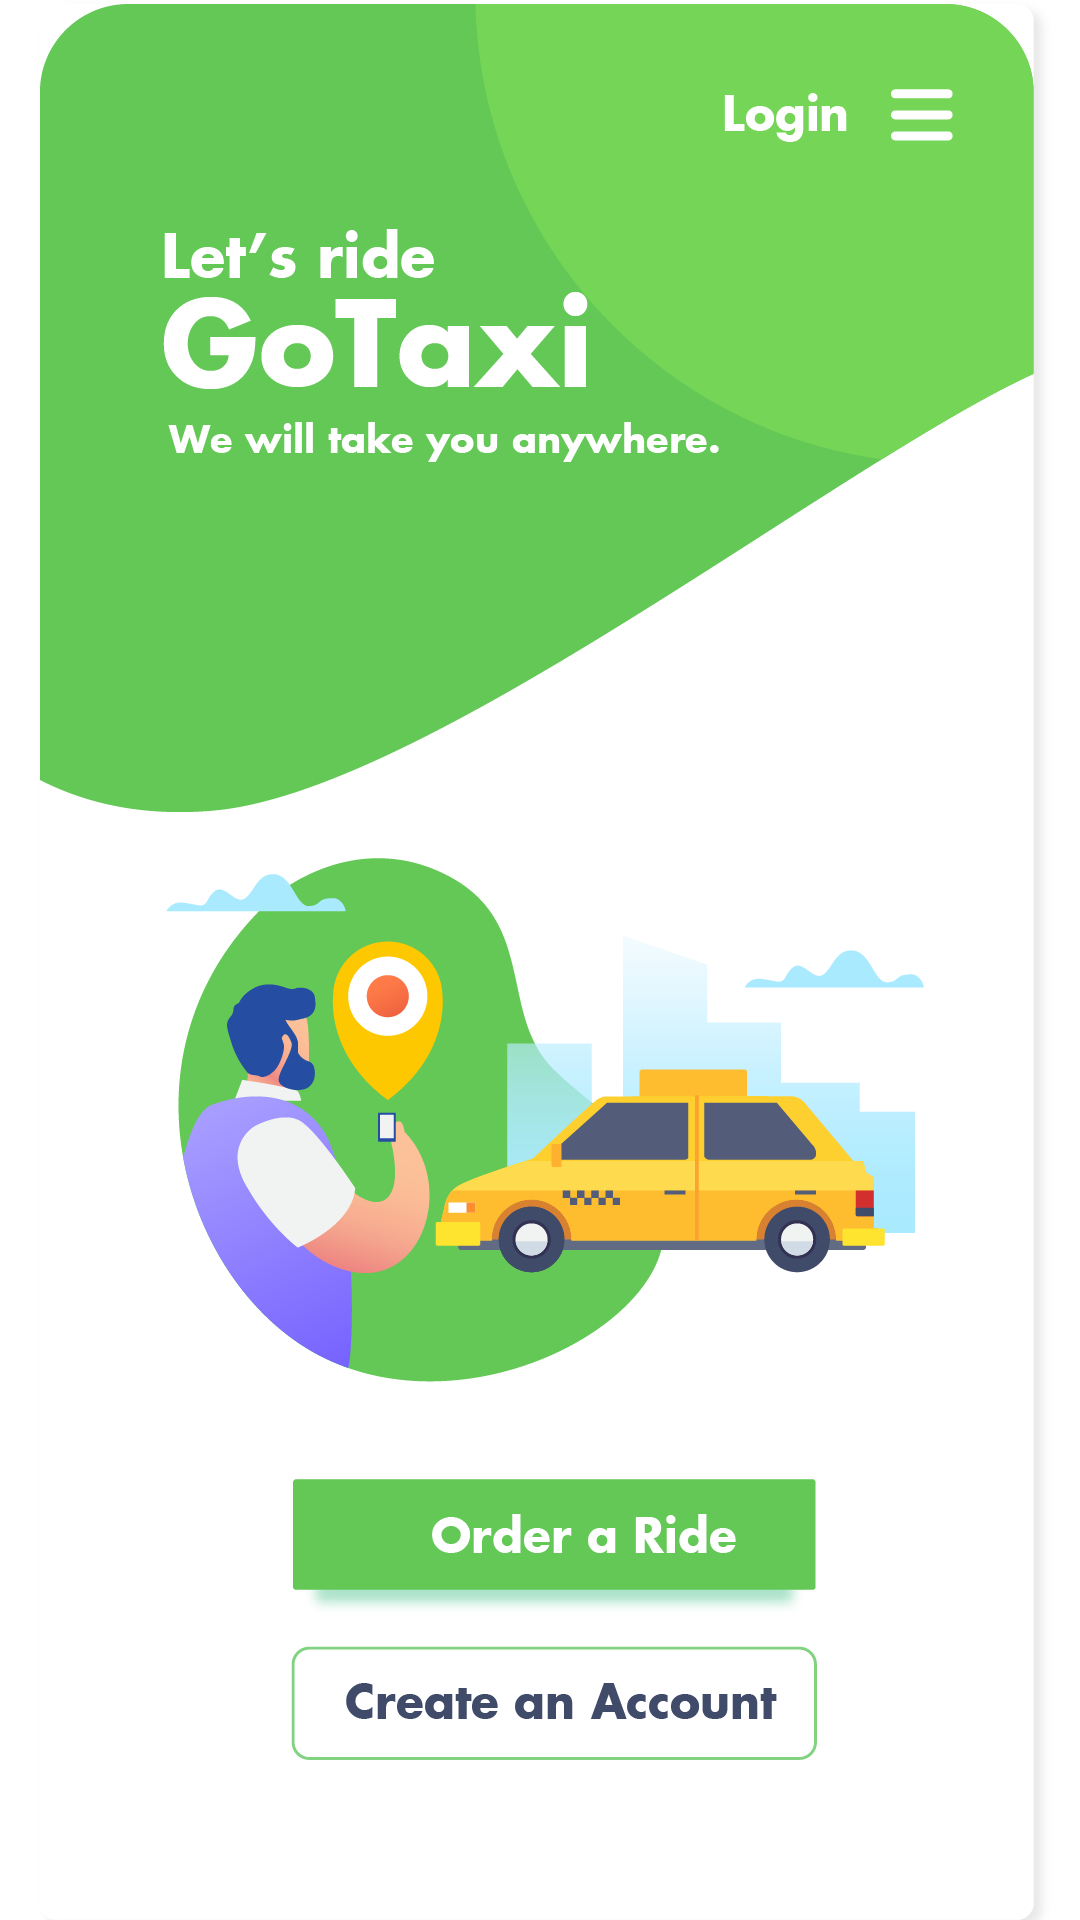 Login
Let’s ride
GoTaxi
We will take you anywhere.
Order a Ride
Create an Account